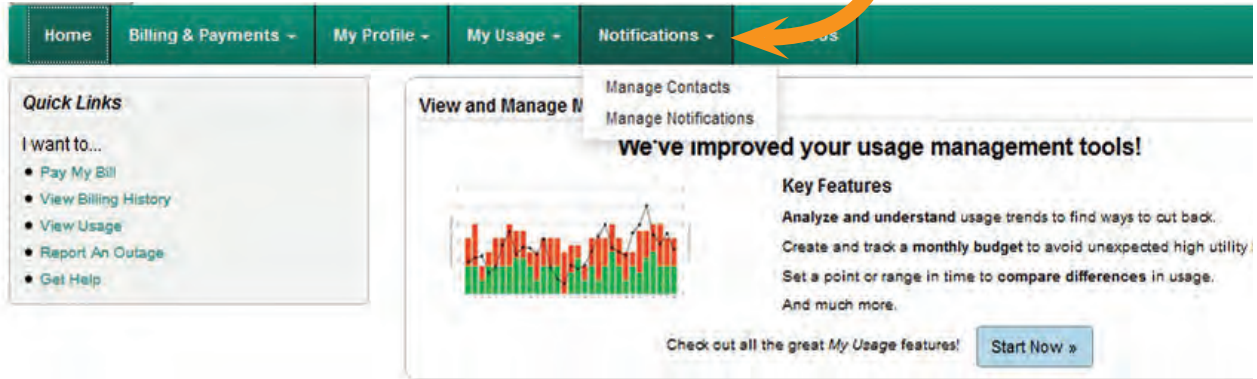 Home Billing & Payments My Profile My Usage Notifications
Manage Contacts
Manage Notifications
Quick Links
I want to...
• Pay My Bill
• View Billing History
• View Usage
• Report An Outage
• Get Help
View and Manage M
We've improved your usage management tools!
Key Features
Analyze and understand usage trends to find ways to cut back.
Create and track a monthly budget to avoid unexpected high utility
Set a point or range in time to compare differences in usage.
And much more.
Check out all the great My Usage features! Start Now »